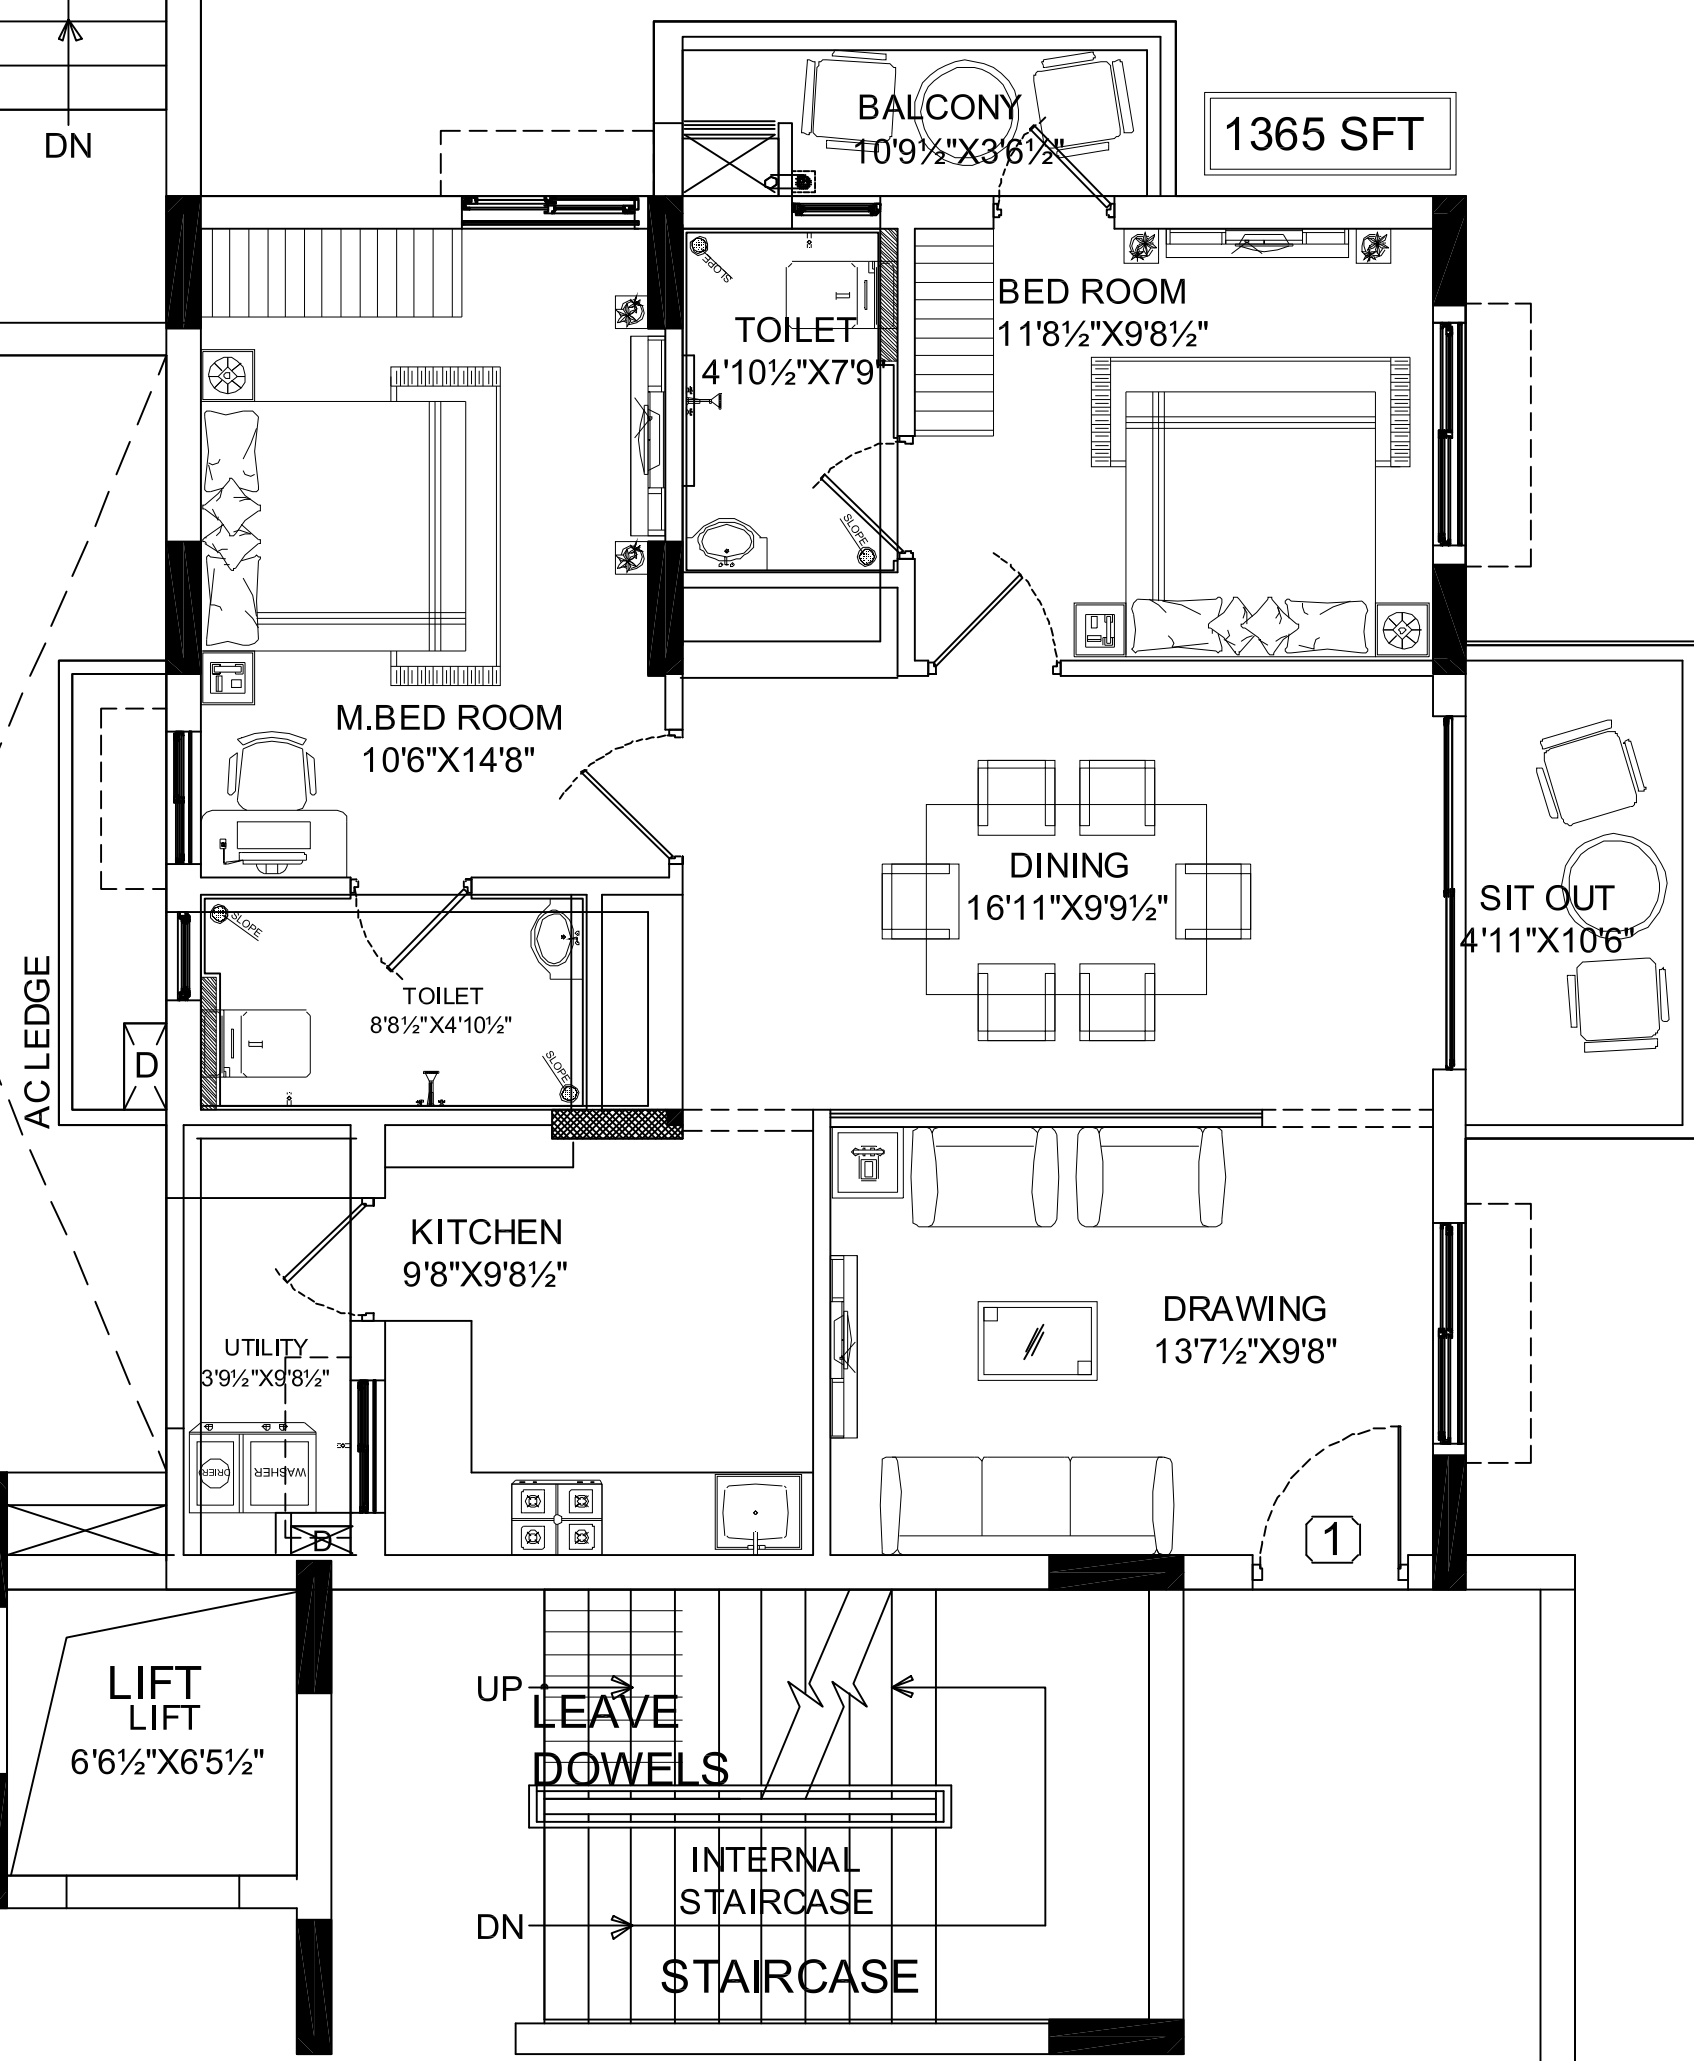 DN
BALCONY
10'9½"X3'6½"
1365 SFT
SLOPE
TOILET
4'10½"X7'9"
BED ROOM
11'8½"X9'8½"
SLOPE
M.BED ROOM
10'6"X14'8"
DINING
16'11"X9'9½"
SIT OUT
4'11"X10'6"
AC LEDGE
D
SLOPE
TOILET
8'8½"X4'10½"
SLOPE
KITCHEN
9'8"X9'8½"
DRAWING
13'7½"X9'8"
UTILITY
3'9½"X9'8½"
DRIER
WASHER
D
1
LIFT
LIFT
6'6½"X6'5½"
UP
LEAVE
DOWELS
INTERNAL
STAIRCASE
DN
STAIRCASE